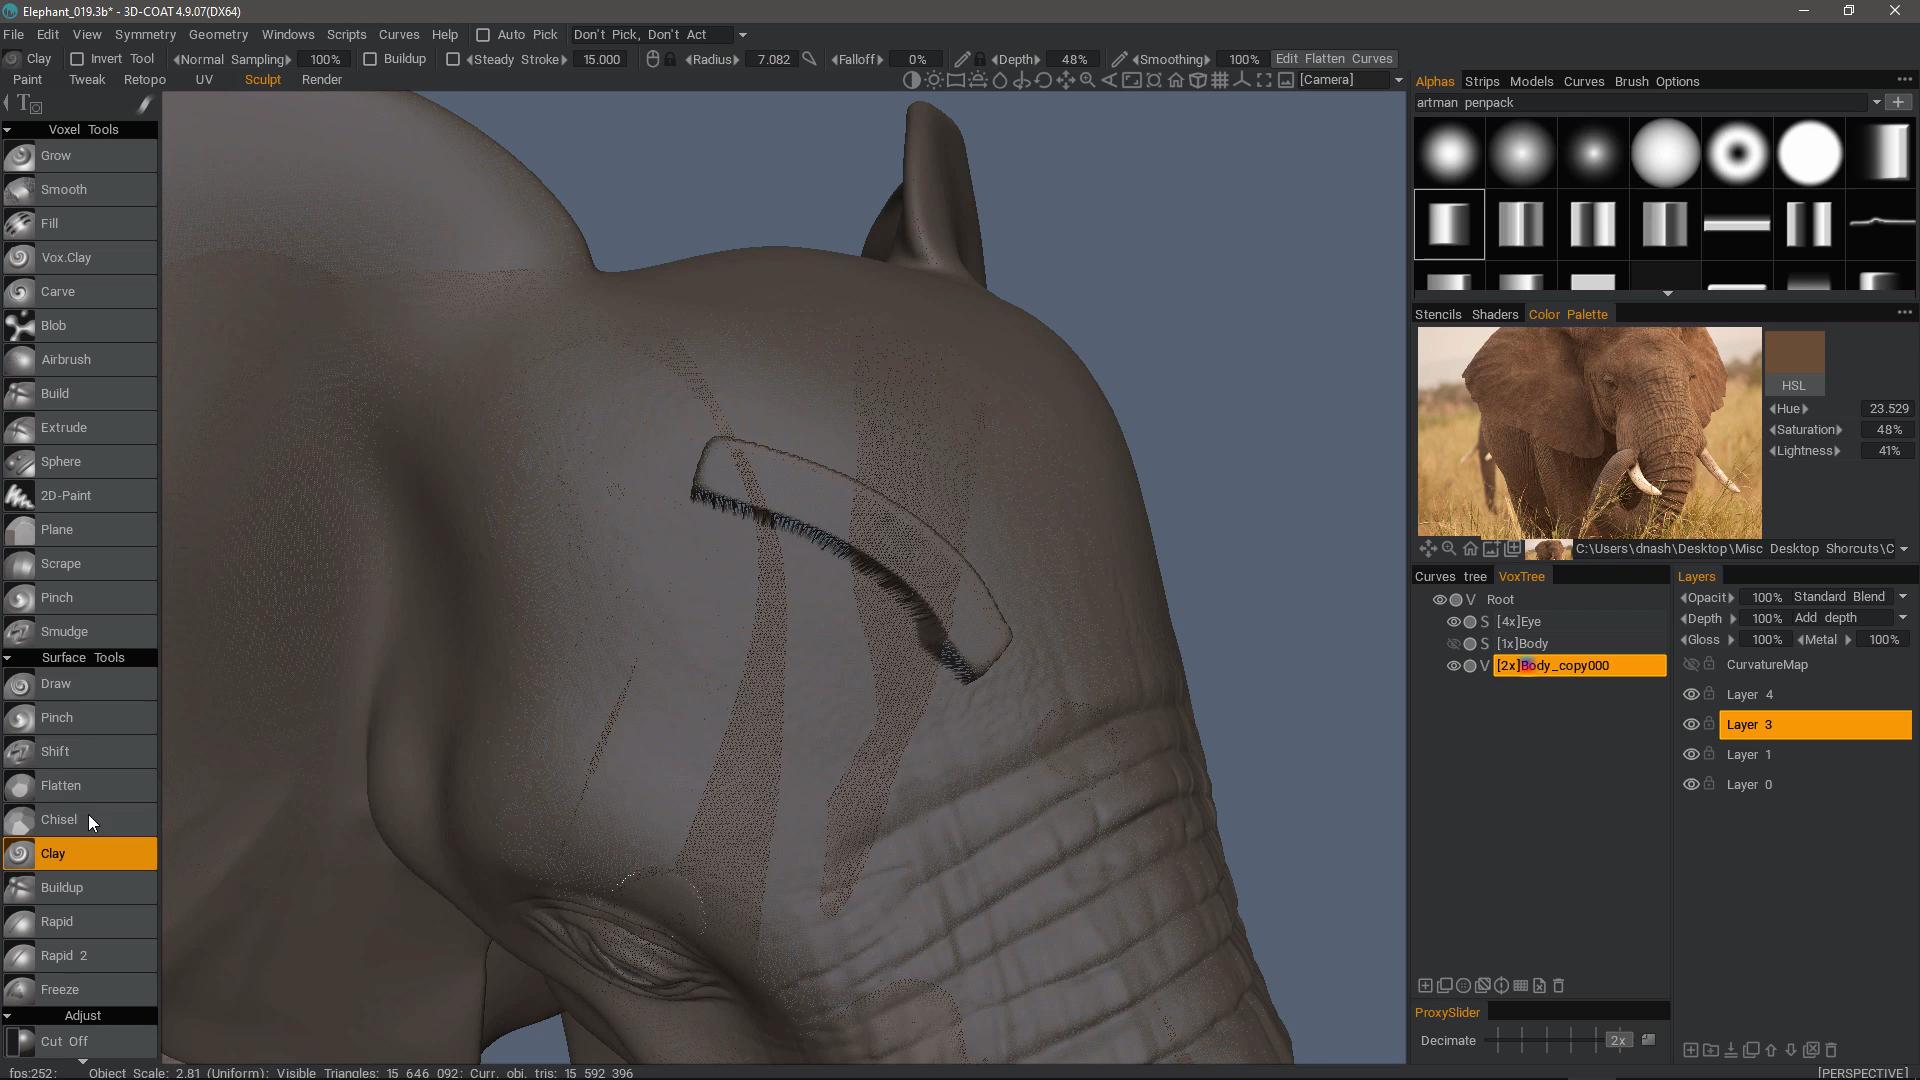 Elephant_019.3b* - 3D-COAT 4.9.07(DX64)
File Edit View Symmetry Geometry Windows Scripts Curves Help Auto Pick Don't Pick, Don't Act
Clay Invert Tool Normal Sampling 100% Buildup Steady Stroke 15.000 Radius 7.082 Falloff 0% Depth 48% Smoothing 100% Edit Flatten Curves
Paint Tweak Retopo UV Sculpt Render [Camera]
Voxel Tools
Grow
Smooth
Fill
Vox.Clay
Carve
Blob
Airbrush
Build
Extrude
Sphere
2D-Paint
Plane
Scrape
Pinch
Smudge
Surface Tools
Draw
Pinch
Shift
Flatten
Chisel
Clay
Buildup
Rapid
Rapid 2
Freeze
Adjust
Cut Off
Alphas Strips Models Curves Brush Options
artman penpack
Stencils Shaders Color Palette
HSL
Hue 23.529
Saturation 48%
Lightness 41%
C:\Users\dnash\Desktop\Misc Desktop Shorcuts\C
Curves tree VoxTree
V Root
S [4x]Eye
S [1x]Body
V [2x]Body_copy000
ProxySlider
Decimate 2x
Layers
Opacit 100% Standard Blend
Depth 100% Add depth
Gloss 100% Metal 100%
CurvatureMap
Layer 4
Layer 3
Layer 1
Layer 0
fps:252; Object Scale: 2.81 (Uniform); Visible Triangles: 15 646 092; Curr. obj. tris: 15 592 396
[PERSPECTIVE]